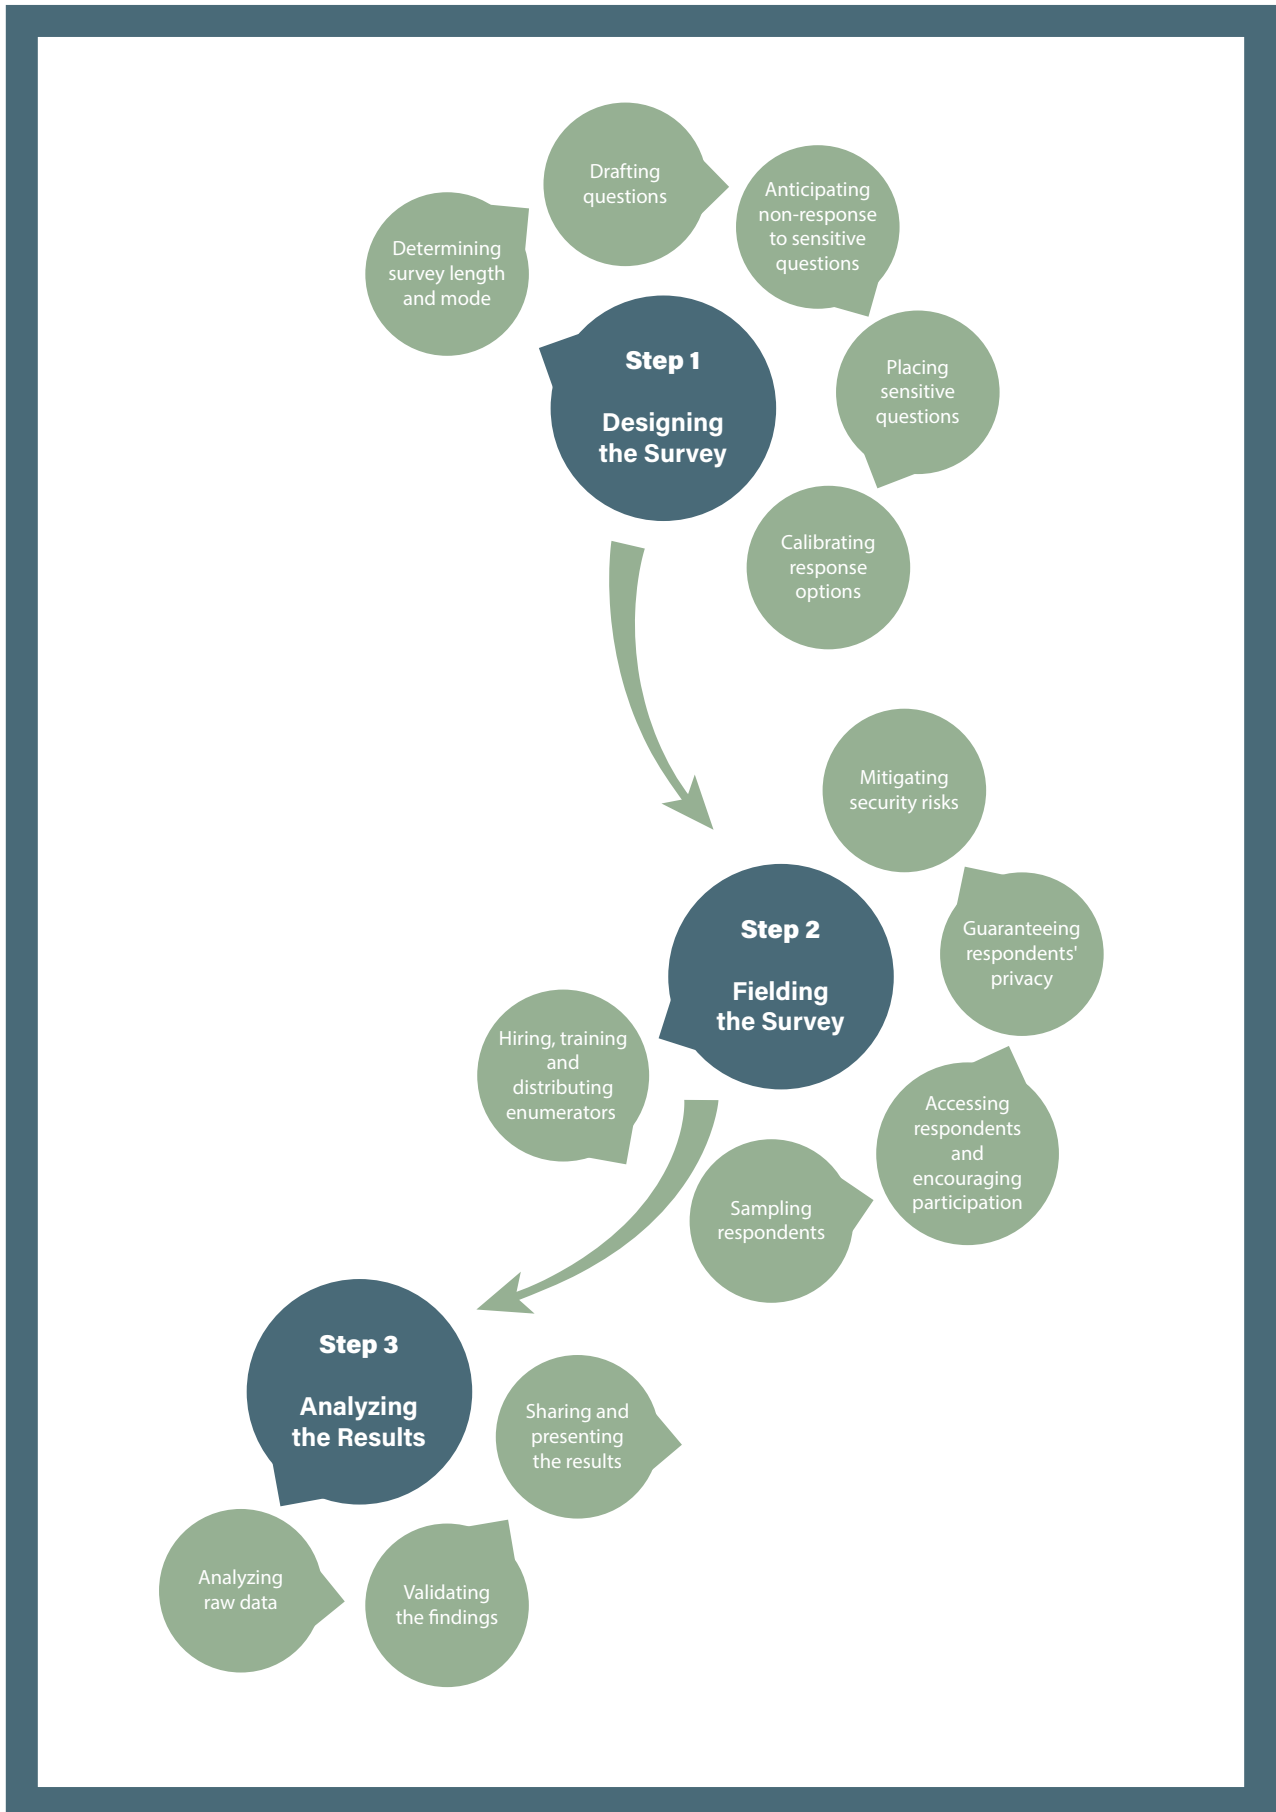 Step 1
Designing
the Survey
Determining
survey length
and mode
Drafting
questions
Anticipating
non-response
to sensitive
questions
Placing
sensitive
questions
Calibrating
response
options
Step 2
Fielding
the Survey
Hiring, training
and
distributing
enumerators
Sampling
respondents
Accessing
respondents
and
encouraging
participation
Guaranteeing
respondents'
privacy
Mitigating
security risks
Step 3
Analyzing
the Results
Analyzing
raw data
Validating
the findings
Sharing and
presenting
the results